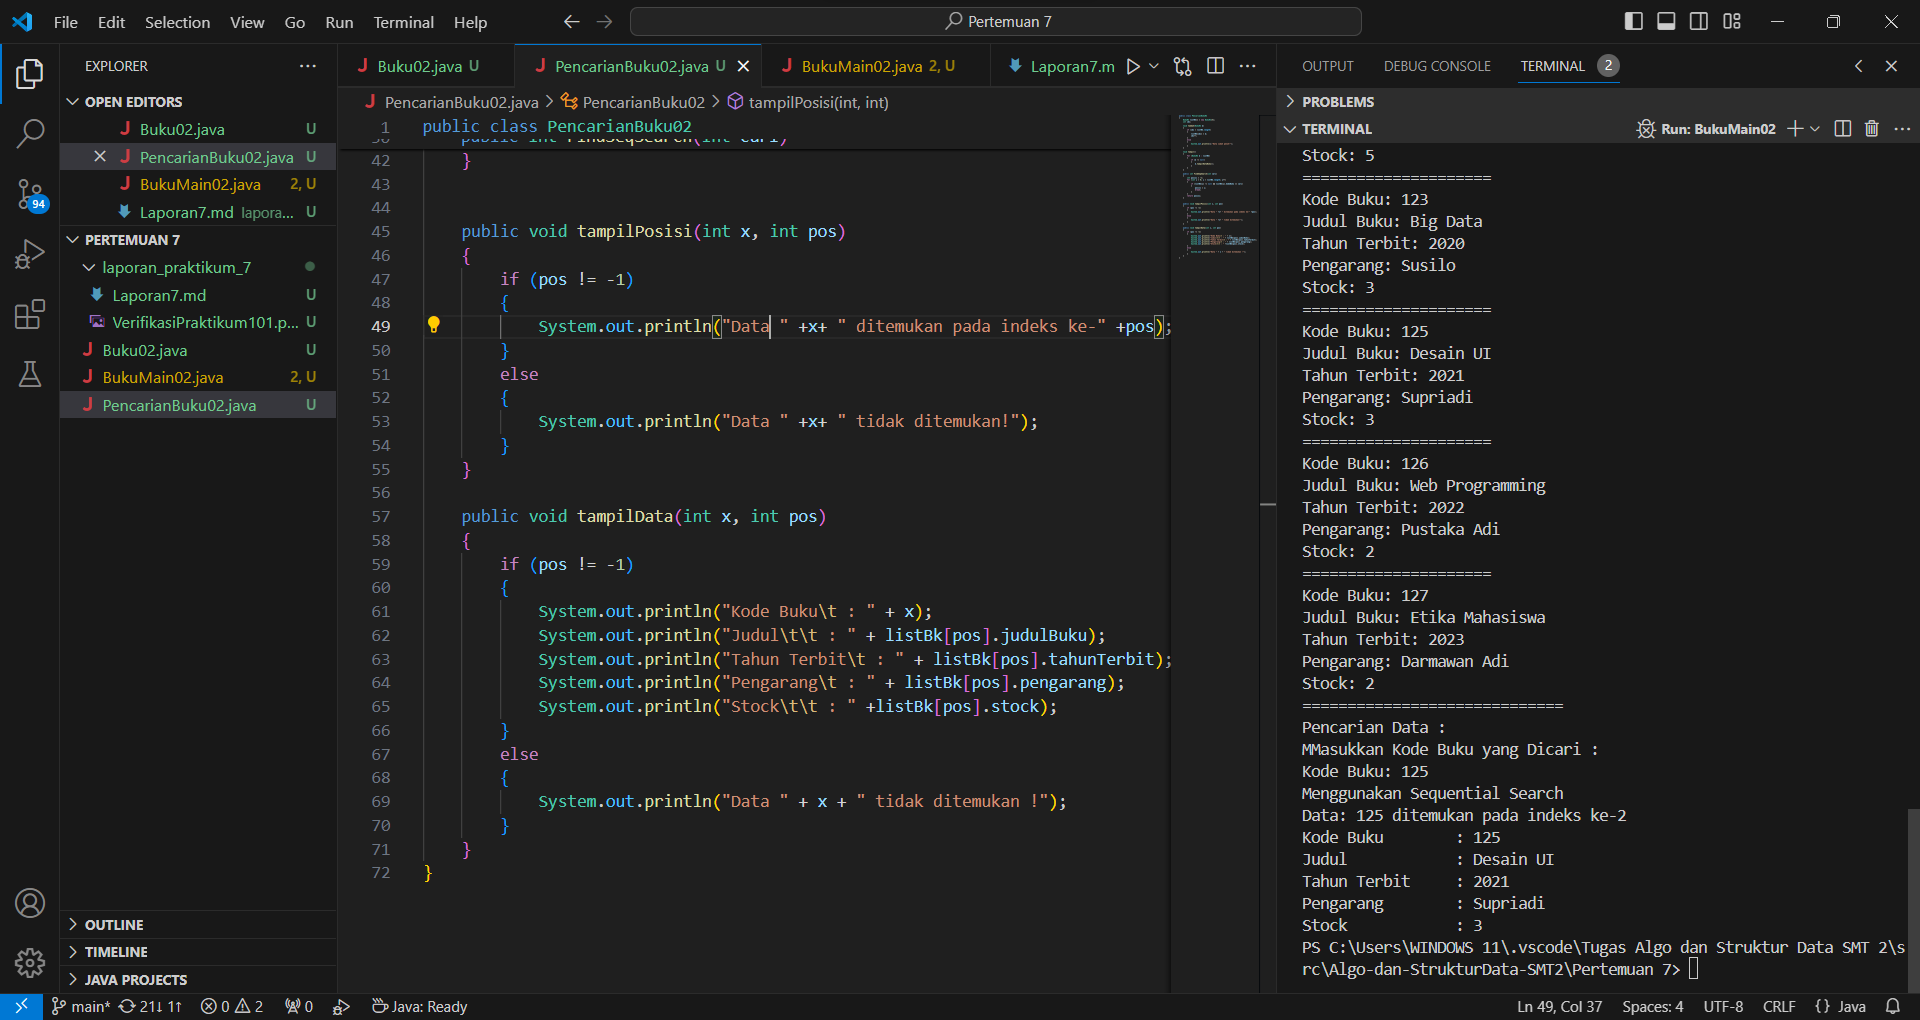 File Edit Selection View Go Run Terminal Help
Pertemuan 7
EXPLORER
OPEN EDITORS
Buku02.java U
PencarianBuku02.java U
BukuMain02.java 2, U
Laporan7.md lapora... U
PERTEMUAN 7
laporan_praktikum_7
Laporan7.md U
VerifikasiPraktikum101.p... U
Buku02.java U
BukuMain02.java 2, U
PencarianBuku02.java U
OUTLINE
TIMELINE
JAVA PROJECTS
94
Buku02.java U
PencarianBuku02.java U
BukuMain02.java 2, U
Laporan7.m
PencarianBuku02.java > PencarianBuku02 > tampilPosisi(int, int)
1 public class PencarianBuku02
42 }
43
44
45 public void tampilPosisi(int x, int pos)
46 {
47 if (pos != -1)
48 {
49 System.out.println("Data " +x+ " ditemukan pada indeks ke-" +pos);
50 }
51 else
52 {
53 System.out.println("Data " +x+ " tidak ditemukan!");
54 }
55 }
56
57 public void tampilData(int x, int pos)
58 {
59 if (pos != -1)
60 {
61 System.out.println("Kode Buku\t : " + x);
62 System.out.println("Judul\t\t : " + listBk[pos].judulBuku);
63 System.out.println("Tahun Terbit\t : " + listBk[pos].tahunTerbit);
64 System.out.println("Pengarang\t : " + listBk[pos].pengarang);
65 System.out.println("Stock\t\t : " +listBk[pos].stock);
66 }
67 else
68 {
69 System.out.println("Data " + x + " tidak ditemukan !");
70 }
71 }
72 }
OUTPUT DEBUG CONSOLE TERMINAL 2
PROBLEMS
TERMINAL
Run: BukuMain02
Stock: 5
=====================
Kode Buku: 123
Judul Buku: Big Data
Tahun Terbit: 2020
Pengarang: Susilo
Stock: 3
=====================
Kode Buku: 125
Judul Buku: Desain UI
Tahun Terbit: 2021
Pengarang: Supriadi
Stock: 3
=====================
Kode Buku: 126
Judul Buku: Web Programming
Tahun Terbit: 2022
Pengarang: Pustaka Adi
Stock: 2
=====================
Kode Buku: 127
Judul Buku: Etika Mahasiswa
Tahun Terbit: 2023
Pengarang: Darmawan Adi
Stock: 2
=============================
Pencarian Data :
MMasukkan Kode Buku yang Dicari :
Kode Buku: 125
Menggunakan Sequential Search
Data: 125 ditemukan pada indeks ke-2
Kode Buku : 125
Judul : Desain UI
Tahun Terbit : 2021
Pengarang : Supriadi
Stock : 3
PS C:\Users\WINDOWS 11\.vscode\Tugas Algo dan Struktur Data SMT 2\s
rc\Algo-dan-StrukturData-SMT2\Pertemuan 7>
main* 21↓ 1↑ 0 2 0 Java: Ready
Ln 49, Col 37 Spaces: 4 UTF-8 CRLF {} Java